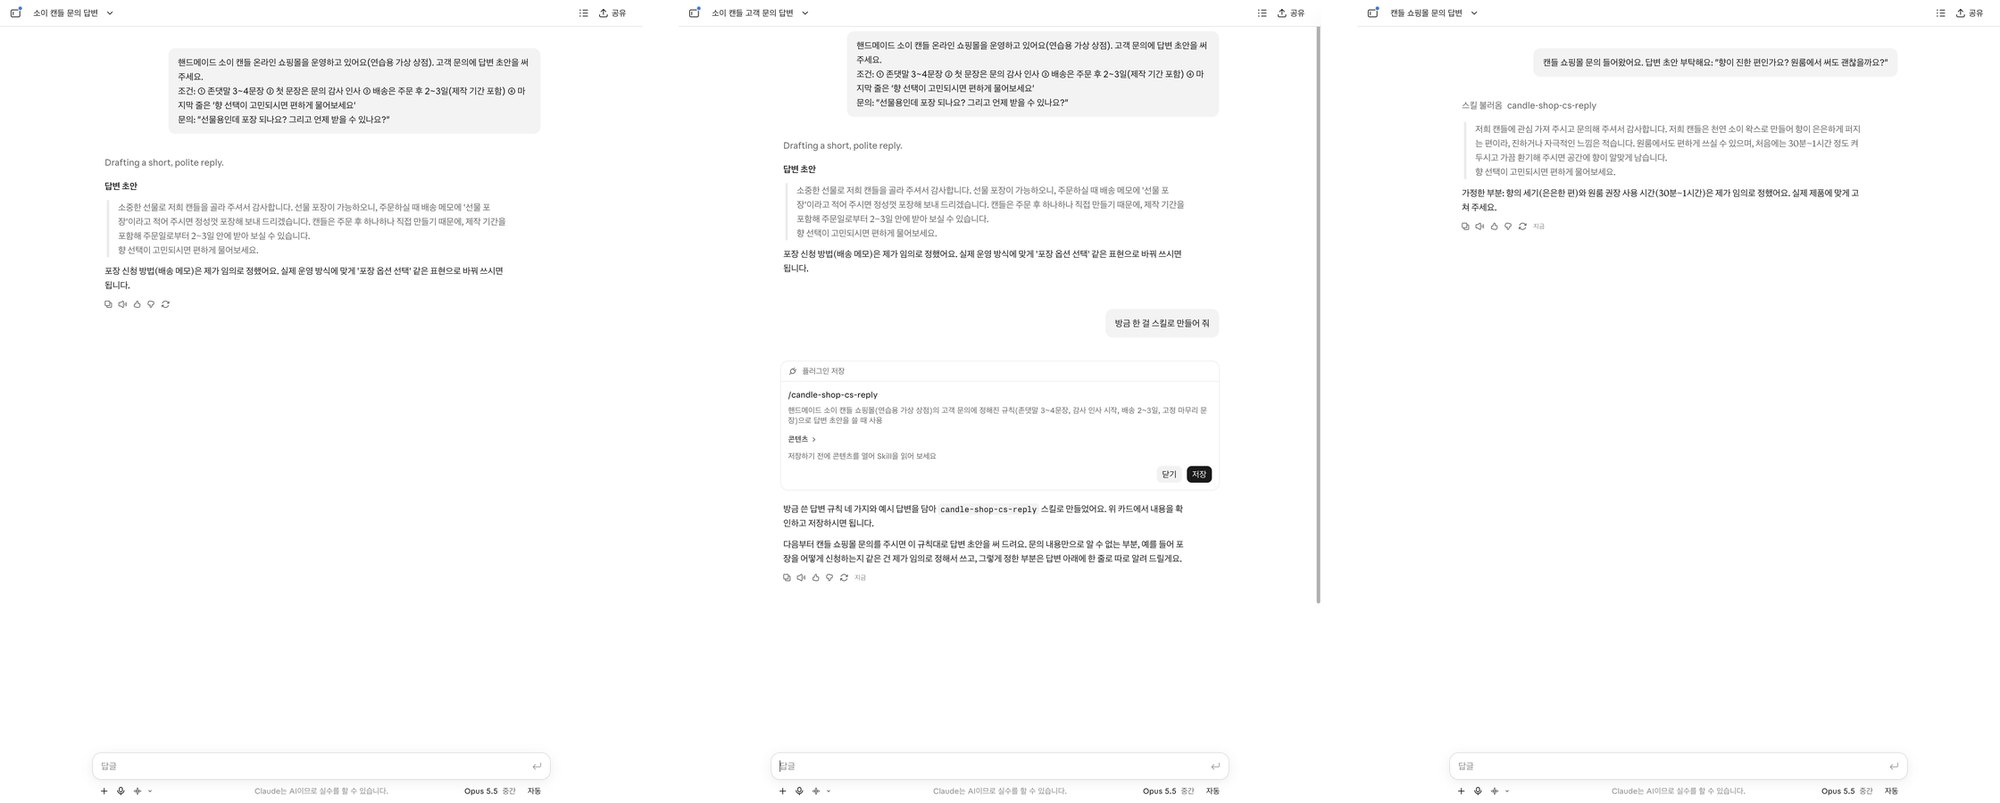 소이 캔들 문의 답변
공유
핸드메이드 소이 캔들 온라인 쇼핑몰을 운영하고 있어요(연습용 가상 상점). 고객 문의에 답변 초안을 써
주세요.
조건: ① 존댓말 3~4문장 ② 첫 문장은 문의 감사 인사 ③ 배송은 주문 후 2~3일(제작 기간 포함) ④ 마
지막 줄은 '향 선택이 고민되시면 편하게 물어보세요'
문의: "선물용인데 포장 되나요? 그리고 언제 받을 수 있나요?"
Drafting a short, polite reply.
답변 초안
소중한 선물로 저희 캔들을 골라 주셔서 감사합니다. 선물 포장이 가능하오니, 주문하실 때 배송 메모에 '선물 포
장'이라고 적어 주시면 정성껏 포장해 보내 드리겠습니다. 캔들은 주문 후 하나하나 직접 만들기 때문에, 제작 기간을
포함해 주문일로부터 2~3일 안에 받아 보실 수 있습니다.
향 선택이 고민되시면 편하게 물어보세요.
포장 신청 방법(배송 메모)은 제가 임의로 정했어요. 실제 운영 방식에 맞게 '포장 옵션 선택' 같은 표현으로 바꿔 쓰시면
됩니다.
답글
Claude는 AI이므로 실수를 할 수 있습니다.
Opus 5.5 중간 자동
소이 캔들 고객 문의 답변
공유
핸드메이드 소이 캔들 온라인 쇼핑몰을 운영하고 있어요(연습용 가상 상점). 고객 문의에 답변 초안을 써
주세요.
조건: ① 존댓말 3~4문장 ② 첫 문장은 문의 감사 인사 ③ 배송은 주문 후 2~3일(제작 기간 포함) ④ 마
지막 줄은 '향 선택이 고민되시면 편하게 물어보세요'
문의: "선물용인데 포장 되나요? 그리고 언제 받을 수 있나요?"
Drafting a short, polite reply.
답변 초안
소중한 선물로 저희 캔들을 골라 주셔서 감사합니다. 선물 포장이 가능하오니, 주문하실 때 배송 메모에 '선물 포
장'이라고 적어 주시면 정성껏 포장해 보내 드리겠습니다. 캔들은 주문 후 하나하나 직접 만들기 때문에, 제작 기간을
포함해 주문일로부터 2~3일 안에 받아 보실 수 있습니다.
향 선택이 고민되시면 편하게 물어보세요.
포장 신청 방법(배송 메모)은 제가 임의로 정했어요. 실제 운영 방식에 맞게 '포장 옵션 선택' 같은 표현으로 바꿔 쓰시면
됩니다.
방금 한 걸 스킬로 만들어 줘
플러그인 저장
/candle-shop-cs-reply
핸드메이드 소이 캔들 쇼핑몰(연습용 가상 상점)의 고객 문의에 정해진 규칙(존댓말 3~4문장, 감사 인사 시작, 배송 2~3일, 고정 마무리 문
장)으로 답변 초안을 쓸 때 사용
콘텐츠
저장하기 전에 콘텐츠를 열어 Skill을 읽어 보세요
닫기 저장
방금 쓴 답변 규칙 네 가지와 예시 답변을 담아 candle-shop-cs-reply 스킬로 만들었어요. 위 카드에서 내용을 확
인하고 저장하시면 됩니다.
다음부터 캔들 쇼핑몰 문의를 주시면 이 규칙대로 답변 초안을 써 드려요. 문의 내용만으로 알 수 없는 부분, 예를 들어 포
장을 어떻게 신청하는지 같은 건 제가 임의로 정해서 쓰고, 그렇게 정한 부분은 답변 아래에 한 줄로 따로 알려 드릴게요.
지금
답글
Claude는 AI이므로 실수를 할 수 있습니다.
Opus 5.5 중간 자동
캔들 쇼핑몰 문의 답변
공유
캔들 쇼핑몰 문의 들어왔어요. 답변 초안 부탁해요: "향이 진한 편인가요? 원룸에서 써도 괜찮을까요?"
스킬 불러옴 candle-shop-cs-reply
저희 캔들에 관심 가져 주시고 문의해 주셔서 감사합니다. 저희 캔들은 천연 소이 왁스로 만들어 향이 은은하게 퍼지
는 편이라, 진하거나 자극적인 느낌은 적습니다. 원룸에서도 편하게 쓰실 수 있으며, 처음에는 30분~1시간 정도 켜
두시고 가끔 환기해 주시면 공간에 향이 알맞게 남습니다.
향 선택이 고민되시면 편하게 물어보세요.
가정한 부분: 향의 세기(은은한 편)와 원룸 권장 사용 시간(30분~1시간)은 제가 임의로 정했어요. 실제 제품에 맞게 고
쳐 주세요.
지금
답글
Claude는 AI이므로 실수를 할 수 있습니다.
Opus 5.5 중간 자동